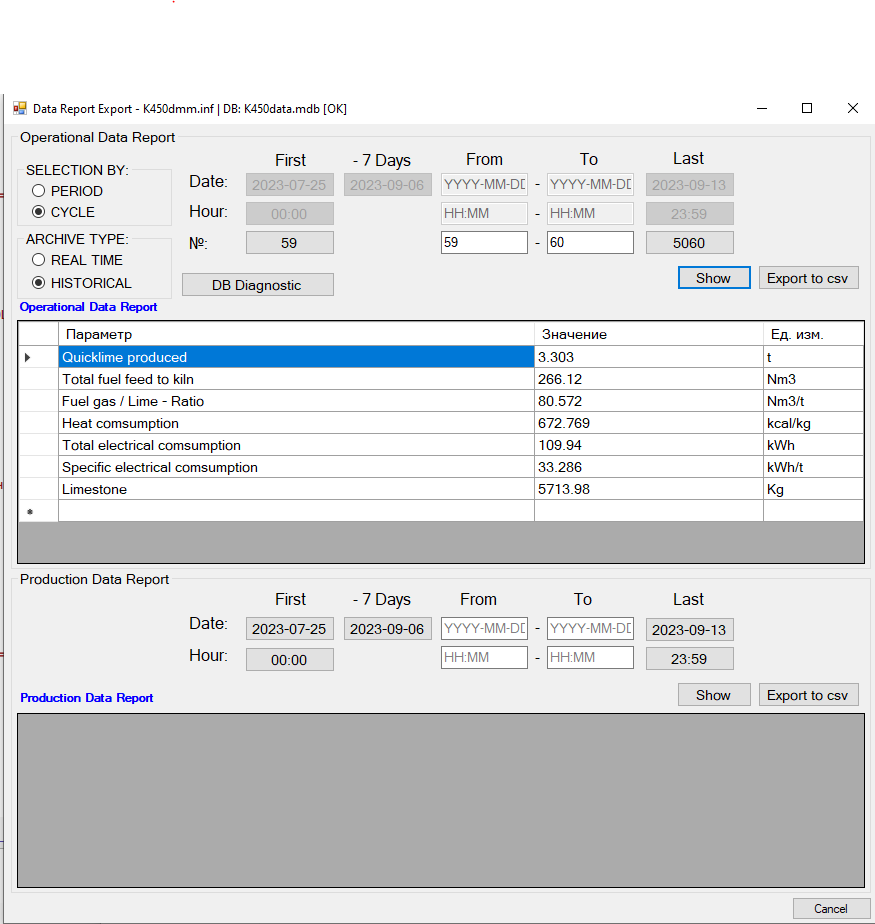 Data Report Export - K450dmm.inf | DB: K450data.mdb [OK]
Operational Data Report
SELECTION BY:
PERIOD
CYCLE
ARCHIVE TYPE:
REAL TIME
HISTORICAL
First - 7 Days From To Last
Date: 2023-07-25 2023-09-06 YYYY-MM-DD - YYYY-MM-DD 2023-09-13
Hour: 00:00 HH:MM - HH:MM 23:59
№: 59 59 - 60 5060
DB Diagnostic Show Export to csv
Operational Data Report
Параметр Значение Ед. изм.
Quicklime produced 3.303 t
Total fuel feed to kiln 266.12 Nm3
Fuel gas / Lime - Ratio 80.572 Nm3/t
Heat comsumption 672.769 kcal/kg
Total electrical comsumption 109.94 kWh
Specific electrical comsumption 33.286 kWh/t
Limestone 5713.98 Kg
Production Data Report
First - 7 Days From To Last
Date: 2023-07-25 2023-09-06 YYYY-MM-DD - YYYY-MM-DD 2023-09-13
Hour: 00:00 HH:MM - HH:MM 23:59
Show Export to csv
Production Data Report
Cancel